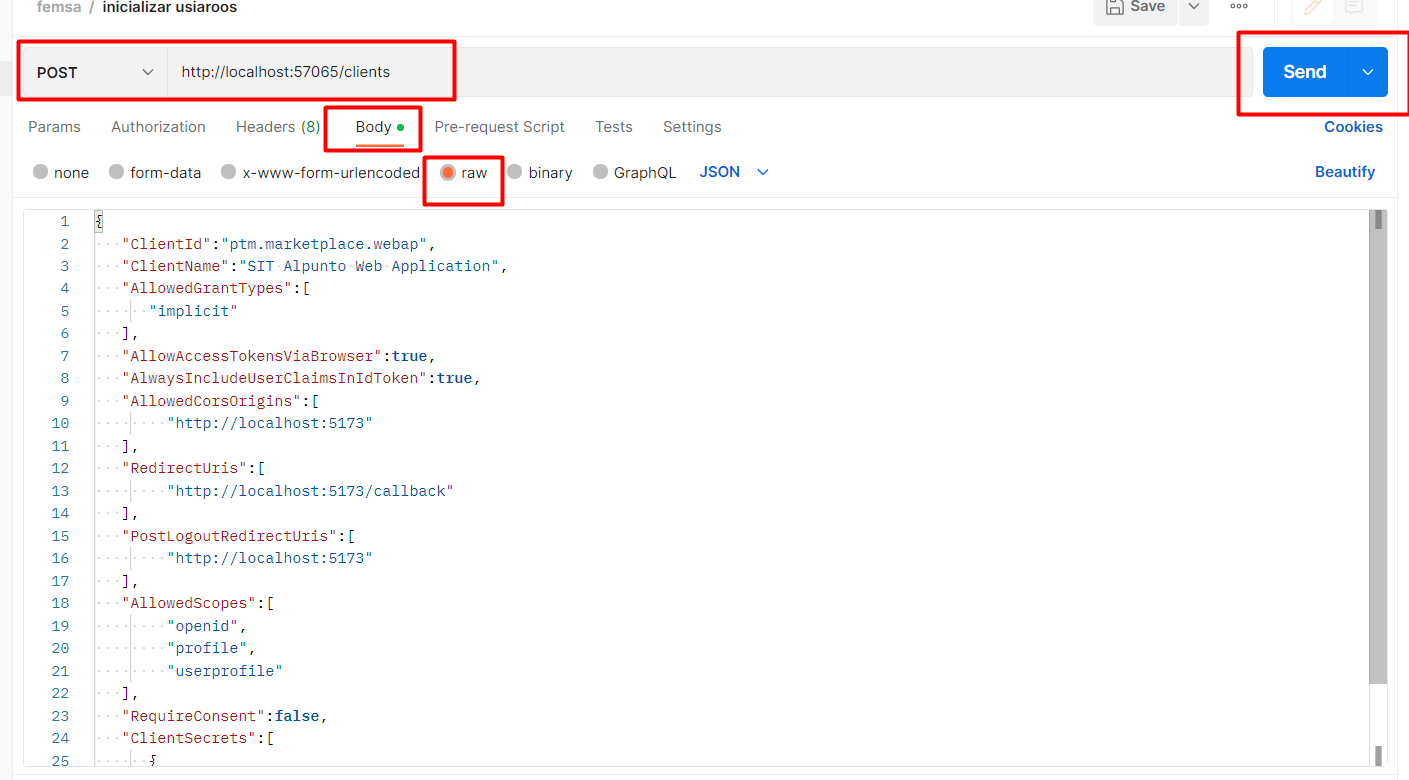 femsa / inicializar usiaroos
Save
POST http://localhost:57065/clients Send
Params Authorization Headers (8) Body Pre-request Script Tests Settings Cookies
none form-data x-www-form-urlencoded raw binary GraphQL JSON Beautify
1 {
2 "ClientId":"ptm.marketplace.webap",
3 "ClientName":"SIT Alpunto Web Application",
4 "AllowedGrantTypes":[
5 "implicit"
6 ],
7 "AllowAccessTokensViaBrowser":true,
8 "AlwaysIncludeUserClaimsInIdToken":true,
9 "AllowedCorsOrigins":[
10 "http://localhost:5173"
11 ],
12 "RedirectUris":[
13 "http://localhost:5173/callback"
14 ],
15 "PostLogoutRedirectUris":[
16 "http://localhost:5173"
17 ],
18 "AllowedScopes":[
19 "openid",
20 "profile",
21 "userprofile"
22 ],
23 "RequireConsent":false,
24 "ClientSecrets":[
25 {